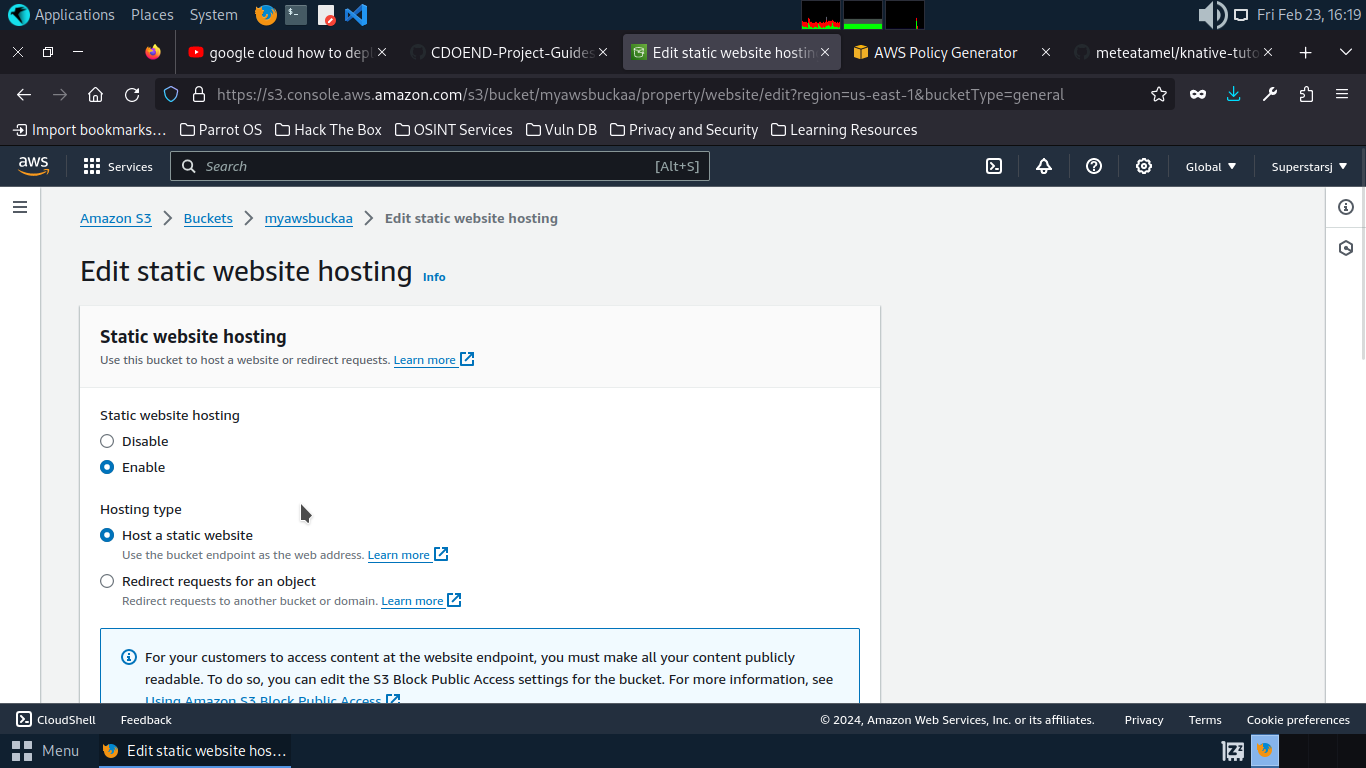 Applications Places System Fri Feb 23, 16:19
google cloud how to depl CDOEND-Project-Guides Edit static website hostin AWS Policy Generator meteatamel/knative-tuto
https://s3.console.aws.amazon.com/s3/bucket/myawsbuckaa/property/website/edit?region=us-east-1&bucketType=general
Import bookmarks… Parrot OS Hack The Box OSINT Services Vuln DB Privacy and Security Learning Resources
aws Services Search [Alt+S] Global Superstarsj
Amazon S3 Buckets myawsbuckaa Edit static website hosting
Edit static website hosting Info
Static website hosting
Use this bucket to host a website or redirect requests. Learn more
Static website hosting
Disable
Enable
Hosting type
Host a static website
Use the bucket endpoint as the web address. Learn more
Redirect requests for an object
Redirect requests to another bucket or domain. Learn more
For your customers to access content at the website endpoint, you must make all your content publicly
readable. To do so, you can edit the S3 Block Public Access settings for the bucket. For more information, see
Using Amazon S3 Block Public Access
CloudShell Feedback © 2024, Amazon Web Services, Inc. or its affiliates. Privacy Terms Cookie preferences
Menu Edit static website hos…